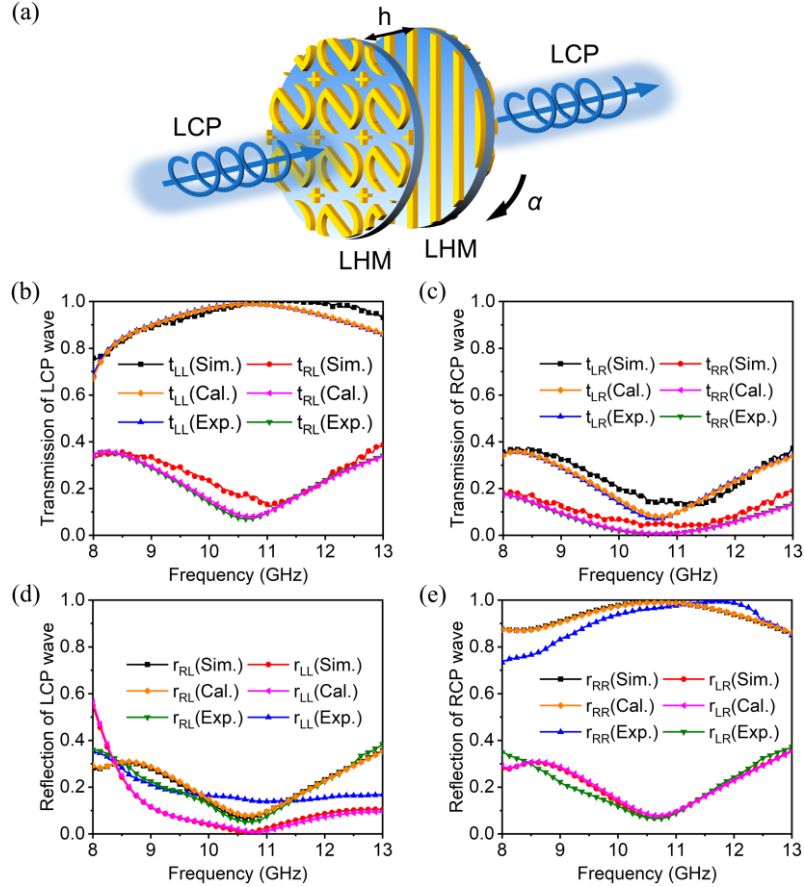 (a)
h
LCP
LCP
α
LHM
LHM
(b)
Transmission of LCP wave
1.0
0.8
0.6
0.4
0.2
0.0
t_LL(Sim.) t_RL(Sim.)
t_LL(Cal.) t_RL(Cal.)
t_LL(Exp.) t_RL(Exp.)
8 9 10 11 12 13
Frequency (GHz)
(c)
Transmission of RCP wave
1.0
0.8
0.6
0.4
0.2
0.0
t_LR(Sim.) t_RR(Sim.)
t_LR(Cal.) t_RR(Cal.)
t_LR(Exp.) t_RR(Exp.)
8 9 10 11 12 13
Frequency (GHz)
(d)
Reflection of LCP wave
1.0
0.8
0.6
0.4
0.2
0.0
r_RL(Sim.) r_LL(Sim.)
r_RL(Cal.) r_LL(Cal.)
r_RL(Exp.) r_LL(Exp.)
8 9 10 11 12 13
Frequency (GHz)
(e)
Reflection of RCP wave
1.0
0.8
0.6
0.4
0.2
0.0
r_RR(Sim.) r_LR(Sim.)
r_RR(Cal.) r_LR(Cal.)
r_RR(Exp.) r_LR(Exp.)
8 9 10 11 12 13
Frequency (GHz)